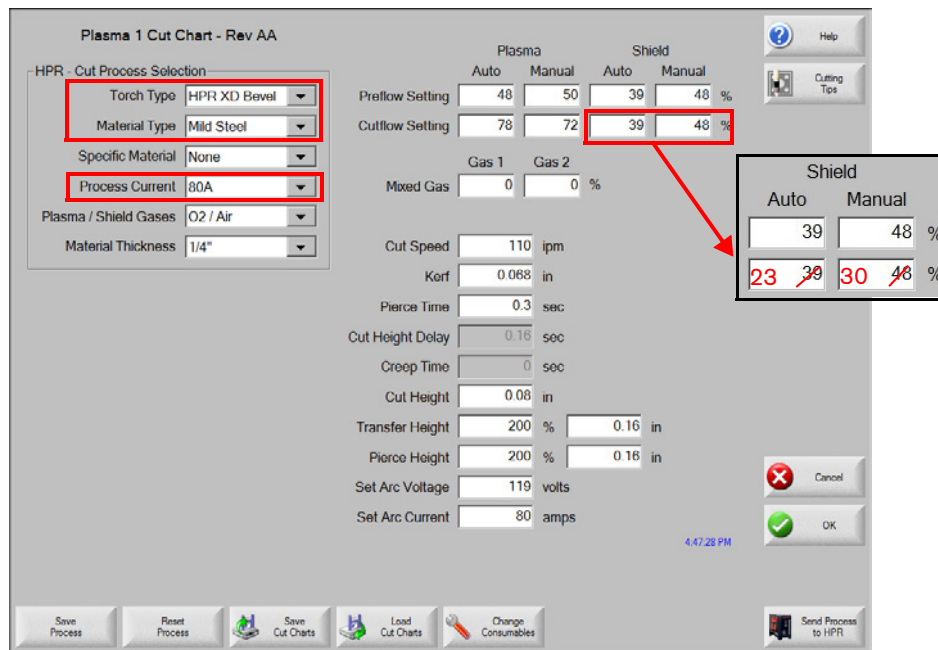 Plasma 1 Cut Chart - Rev AA
HPR - Cut Process Selection
Torch Type HPR XD Bevel
Material Type Mild Steel
Specific Material None
Process Current 80A
Plasma / Shield Gases O2 / Air
Material Thickness 1/4"
Plasma Shield
Auto Manual Auto Manual
Preflow Setting 48 50 39 48 %
Cutflow Setting 78 72 39 48 %
Gas 1 Gas 2
Mixed Gas 0 0 %
Cut Speed 110 ipm
Kerf 0.068 in
Pierce Time 0.3 sec
Cut Height Delay 0.16 sec
Creep Time 0 sec
Cut Height 0.08 in
Transfer Height 200 % 0.16 in
Pierce Height 200 % 0.16 in
Set Arc Voltage 119 volts
Set Arc Current 80 amps
4:47:28 PM
Help
Cutting
Tips
Shield
Auto Manual
39 48 %
23 39 30 48 %
Cancel
OK
Save
Process
Reset
Process
Save
Cut Charts
Load
Cut Charts
Change
Consumables
Send Process
to HPR